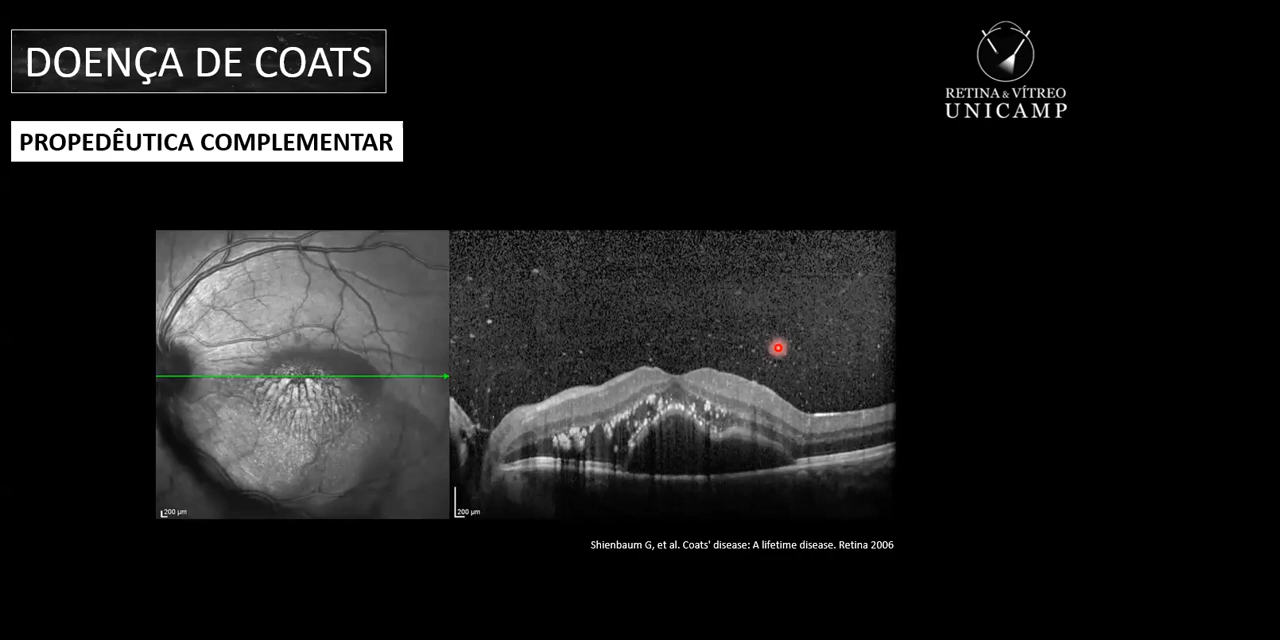 DOENÇA DE COATS
RETINA & VÍTREO
UNICAMP
PROPEDÊUTICA COMPLEMENTAR
200 µm
200 µm
Shienbaum G, et al. Coats' disease: A lifetime disease. Retina 2006